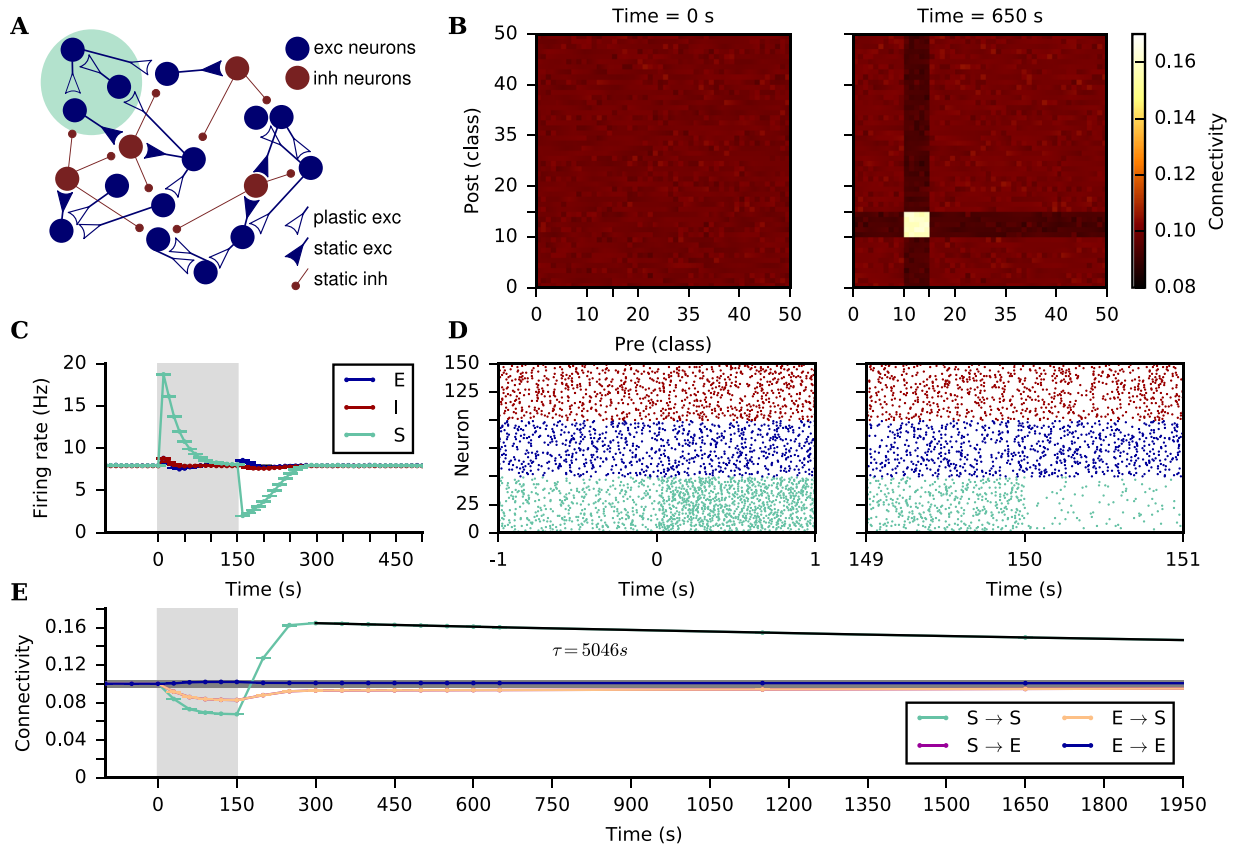 A
exc neurons
inh neurons
plastic exc
static exc
static inh
B
Time = 0 s
Time = 650 s
Post (class)
50
40
35
20
15
10
0
0
10
15
20
35
40
50
0
10
15
20
35
40
50
Pre (class)
0.16
0.14
0.12
0.10
0.08
Connectivity
C
Firing rate (Hz)
20
15
10
5
0
E
I
S
0
150
300
450
Time (s)
D
Neuron
150
125
25
0
-1
0
1
Time (s)
149
150
151
Time (s)
E
Connectivity
0.16
0.12
0.08
0.04
0
τ = 5046s
S → S
E → S
S → E
E → E
0
150
300
450
600
750
900
1050
1150
1350
1450
1650
1800
1950
Time (s)